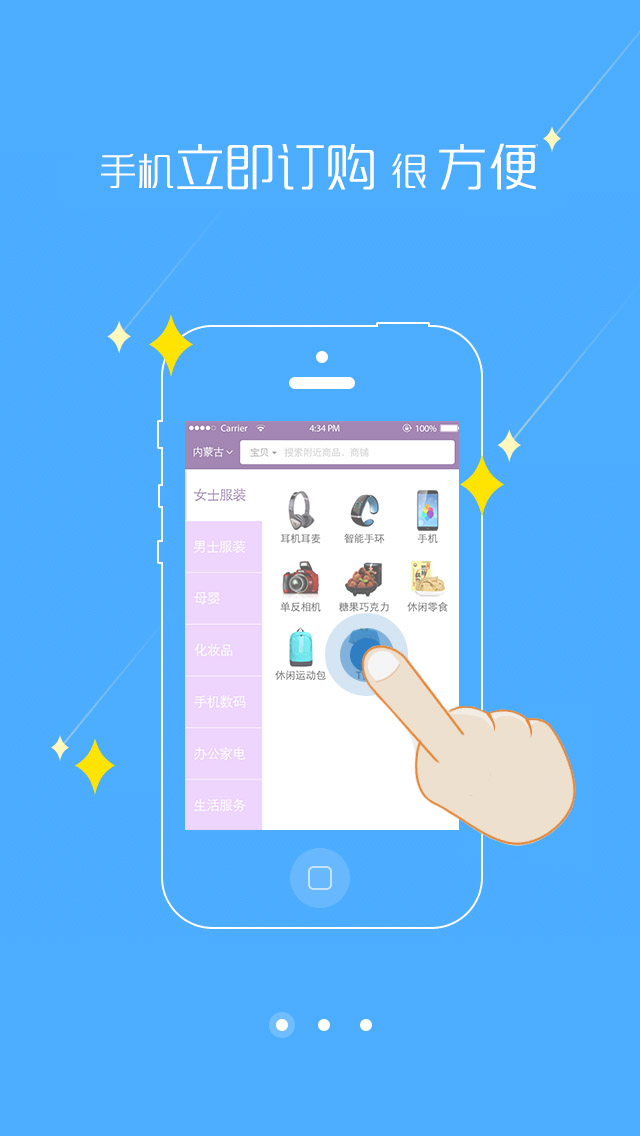 手机立即订购 很方便
Carrier 4:34 PM 100%
内蒙古 宝贝 搜索附近商品、商铺
女士服装
男士服装
母婴
化妆品
手机数码
办公家电
生活服务
耳机耳麦 智能手环 手机
单反相机 糖果巧克力 休闲零食
休闲运动包